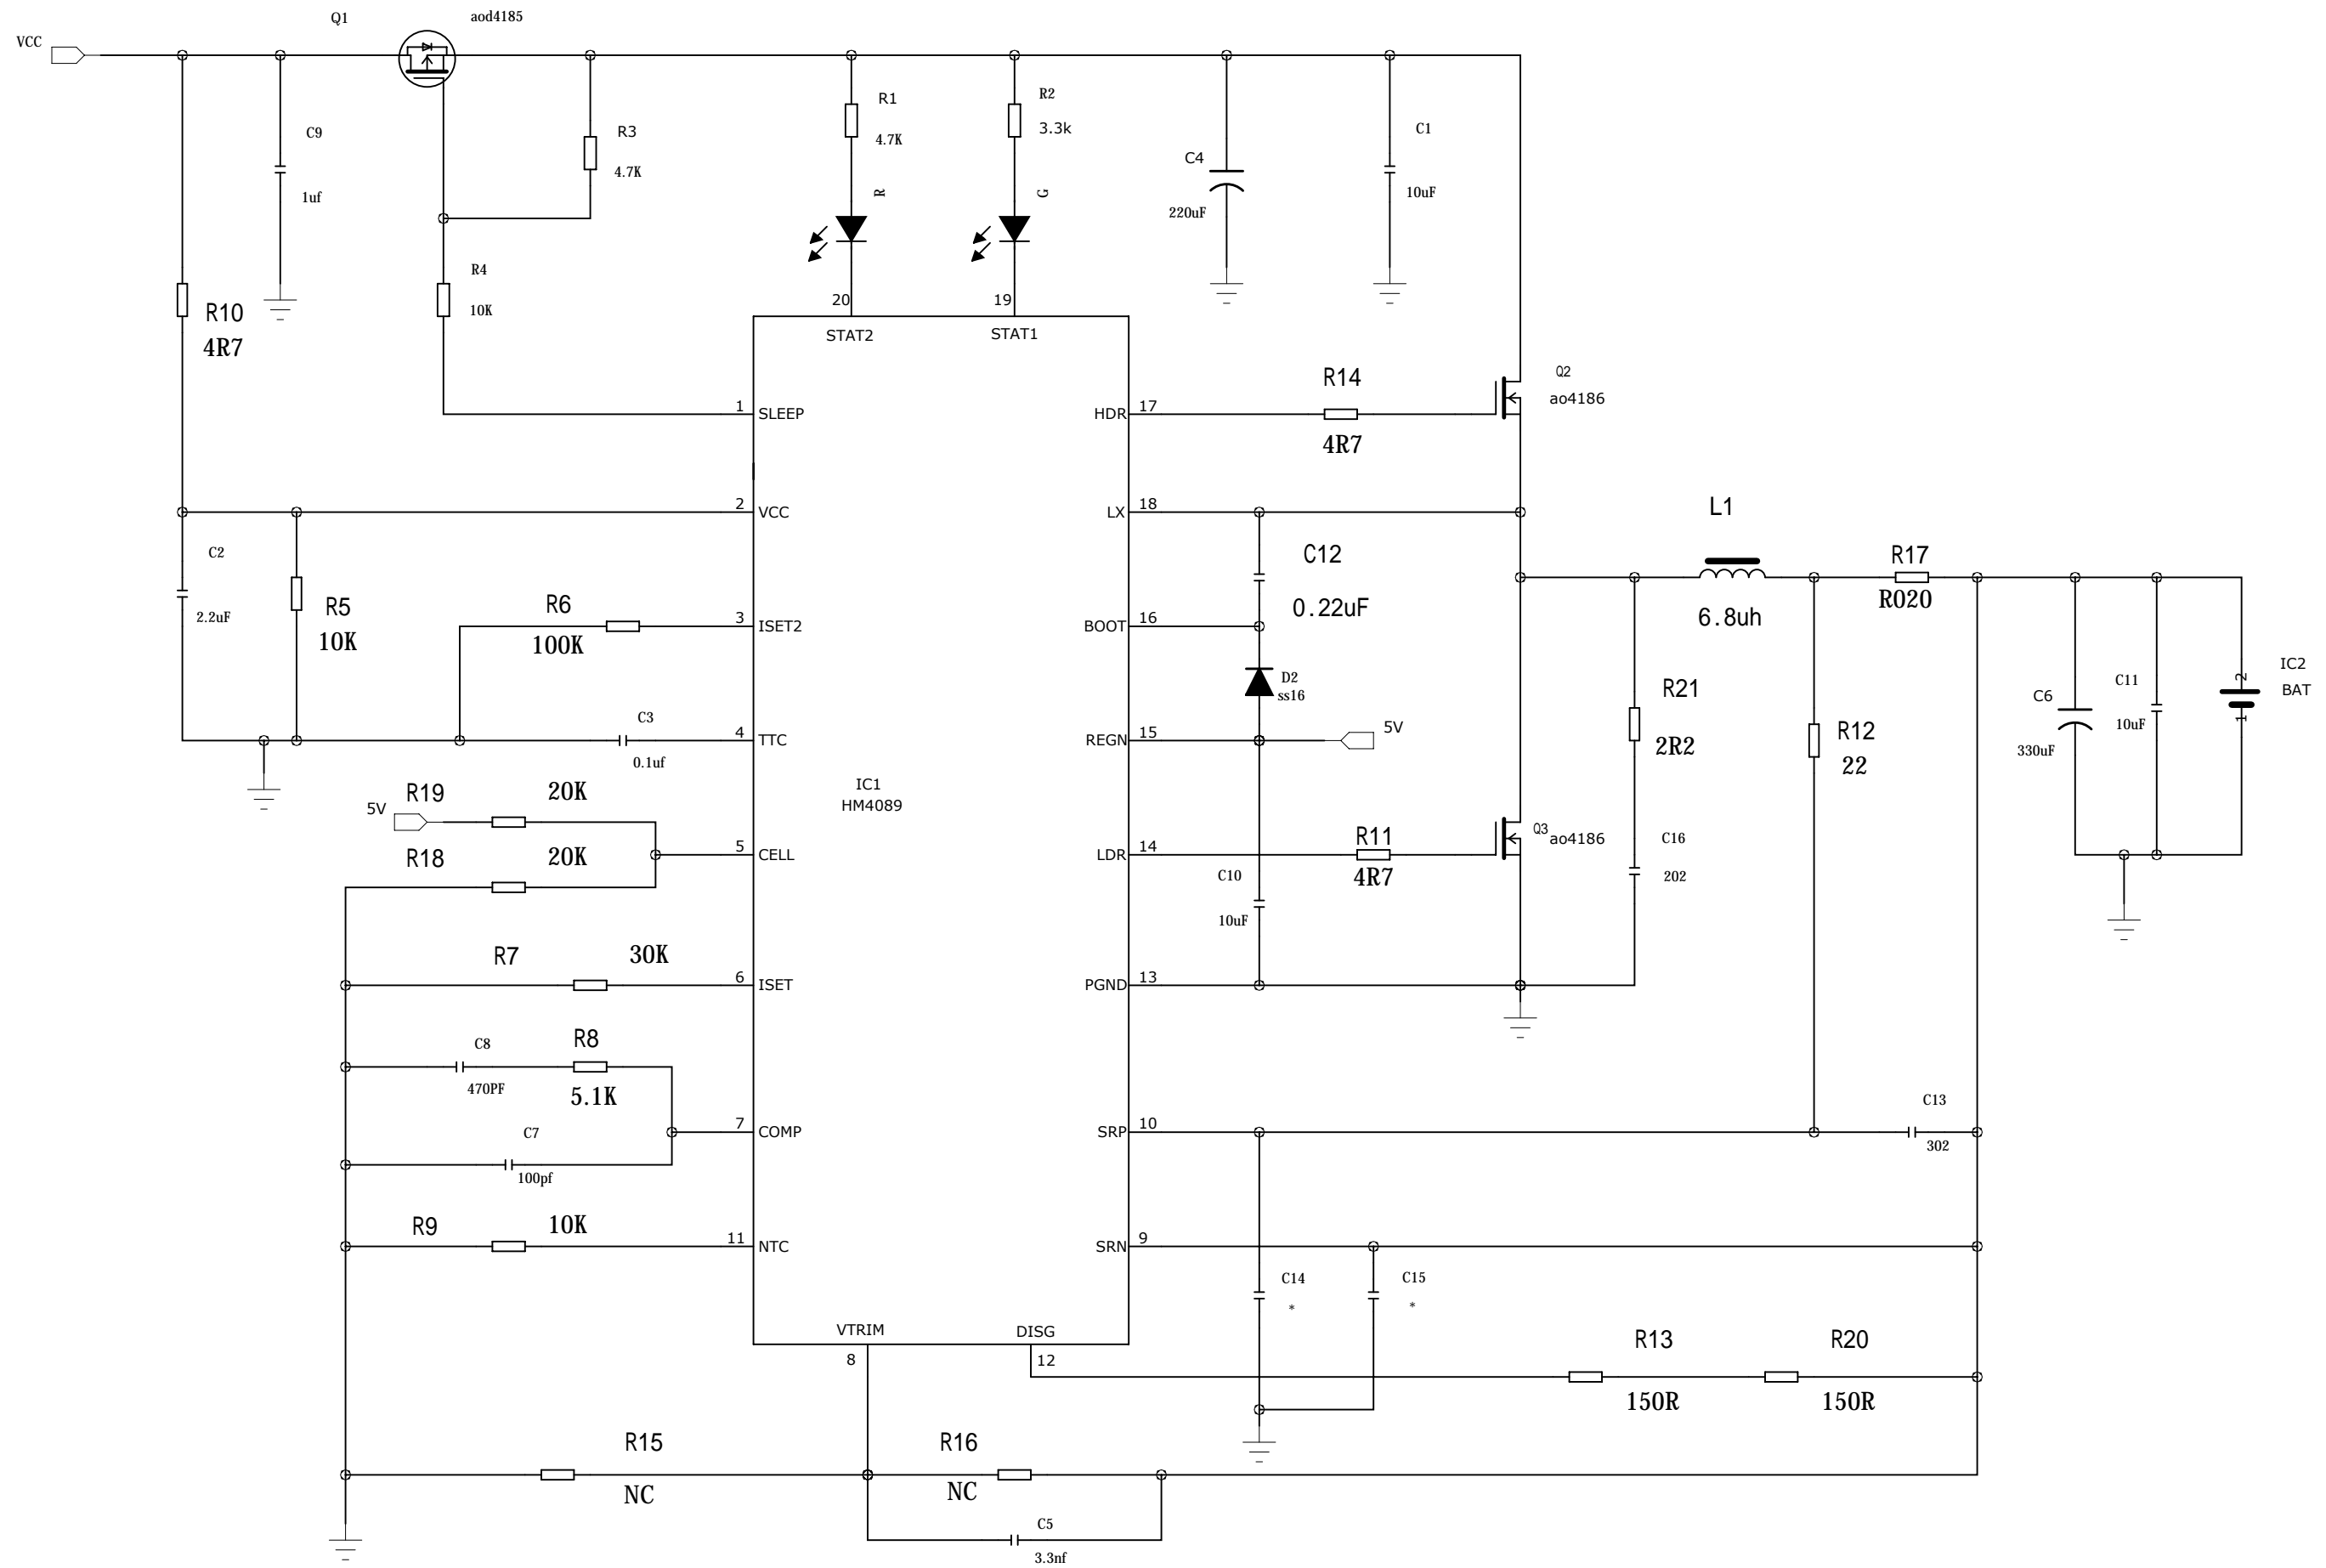 Q1
aod4185
VCC
R1
4.7K
R2
3.3k
C9
1uf
R3
4.7K
C1
10uF
C4
220uF
R
G
R4
10K
R10
4R7
20
19
STAT2
STAT1
R14
4R7
Q2
ao4186
1
SLEEP
HDR
17
2
VCC
LX
18
L1
6.8uh
C2
2.2uF
R5
10K
R6
100K
C12
0.22uF
R17
R020
3
ISET2
BOOT
16
D2
ss16
R21
2R2
R12
22
C6
330uF
C11
10uF
IC2
BAT
2
1
C3
0.1uf
4
TTC
REGN
15
5V
IC1
HM4089
R19
20K
5V
R18
20K
5
CELL
LDR
14
R11
4R7
Q3
ao4186
C16
202
C10
10uF
R7
30K
6
ISET
PGND
13
C8
470PF
R8
5.1K
C7
100pf
7
COMP
SRP
10
C13
302
R9
10K
11
NTC
SRN
9
C14
*
C15
*
VTRIM
DISG
8
12
R13
150R
R20
150R
R15
NC
R16
NC
C5
3.3nf